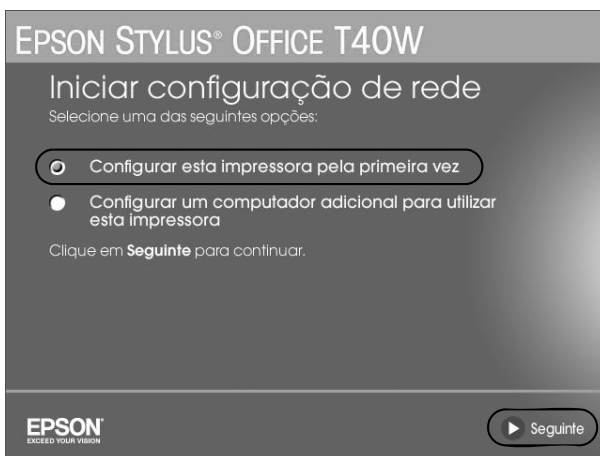 EPSON STYLUS® OFFICE T40W
Iniciar configuração de rede
Selecione uma das seguintes opções:
Configurar esta impressora pela primeira vez
Configurar um computador adicional para utilizar
esta impressora
Clique em Seguinte para continuar.
EPSON®
EXCEED YOUR VISION
Seguinte